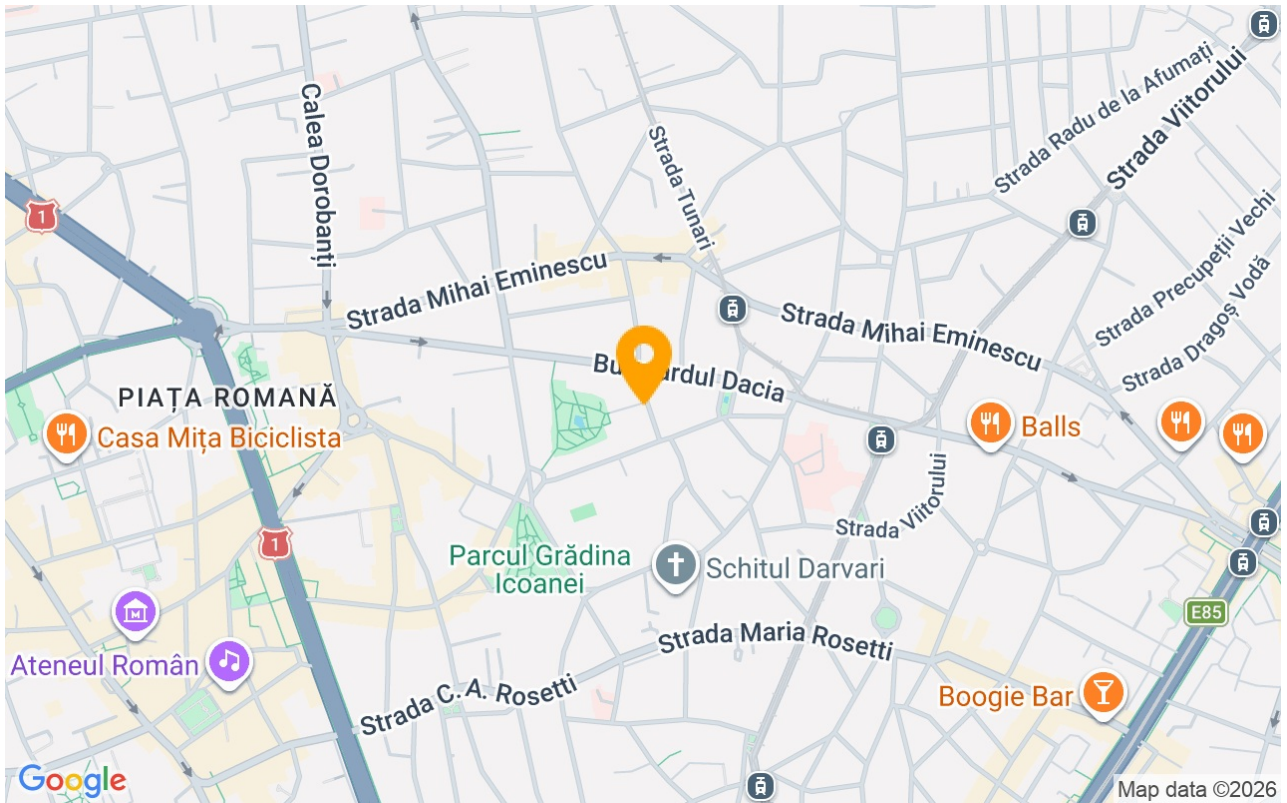 Calea Dorobanți
Strada Tunari
Strada Radu de la Afumați
Strada Viitorului
1
Strada Mihai Eminescu
Strada Precupeții Vechi
Strada Mihai Eminescu
Strada Dragoș Vodă
PIAȚA ROMANĂ
Dacia
Casa Mița Biciclista
Balls
Strada Viitorului
1
Parcul Grădina
Icoanei
Schitul Darvari
E85
Strada Maria Rosetti
Ateneul Român
Strada C. A. Rosetti
Boogie Bar
Google
Map data ©2026